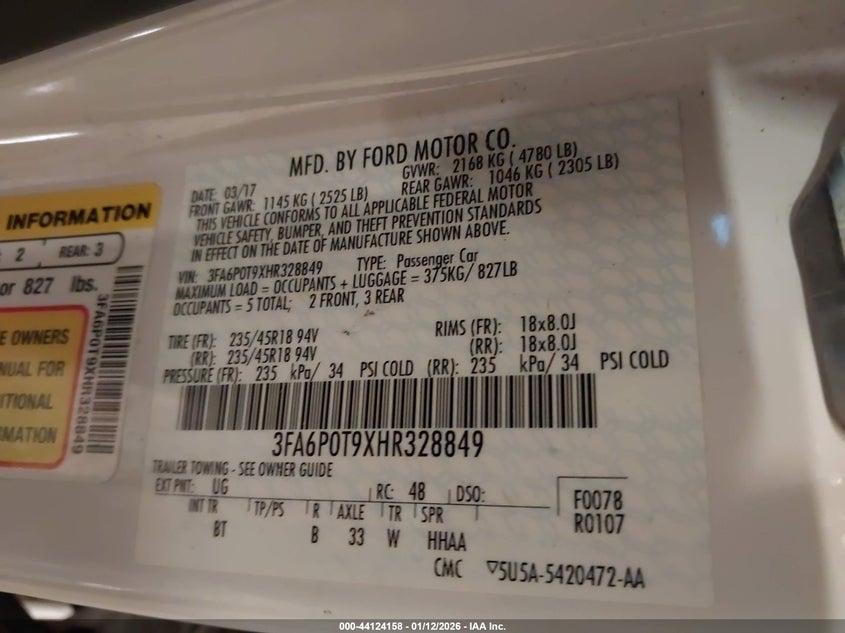 MFD. BY FORD MOTOR CO.
DATE: 03/17 GVWR: 2168 KG ( 4780 LB)
FRONT GAWR: 1145 KG ( 2525 LB) REAR GAWR: 1046 KG ( 2305 LB)
THIS VEHICLE CONFORMS TO ALL APPLICABLE FEDERAL MOTOR
VEHICLE SAFETY, BUMPER, AND THEFT PREVENTION STANDARDS
IN EFFECT ON THE DATE OF MANUFACTURE SHOWN ABOVE.
VIN: 3FA6P0T9XHR328849 TYPE: Passenger Car
MAXIMUM LOAD = OCCUPANTS + LUGGAGE = 375KG/ 827LB
OCCUPANTS = 5 TOTAL; 2 FRONT, 3 REAR
TIRE (FR): 235/45R18 94V RIMS (FR): 18x8.0J
(RR): 235/45R18 94V (RR): 18x8.0J
PRESSURE (FR): 235 kPa/ 34 PSI COLD (RR): 235 kPa/ 34 PSI COLD
3FA6P0T9XHR328849
TRAILER TOWING - SEE OWNER GUIDE
EXT PNT: UG RC: 48 DSO: F0078
R0107
INT TR TP/PS R AXLE TR SPR
BT B 33 W HHAA
CMC ▽5U5A-5420472-AA
INFORMATION
2 REAR: 3
or 827 lbs.
E OWNERS
NUAL FOR
ITIONAL
RMATION
3FA6P0T9XHR328849
000-44124158 - 01/12/2026 - IAA Inc.